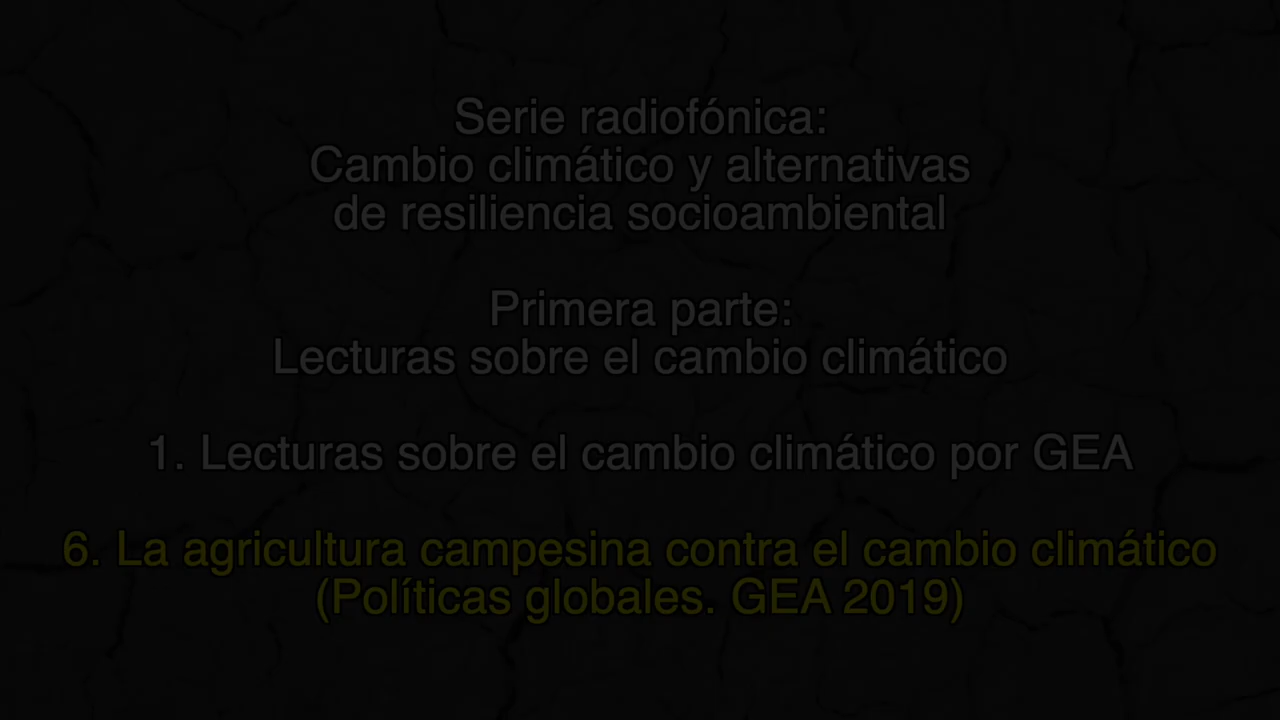 Serie radiofónica:
Cambio climático y alternativas
de resiliencia socioambiental
Primera parte:
Lecturas sobre el cambio climático
1. Lecturas sobre el cambio climático por GEA
6. La agricultura campesina contra el cambio climático
(Políticas globales. GEA 2019)